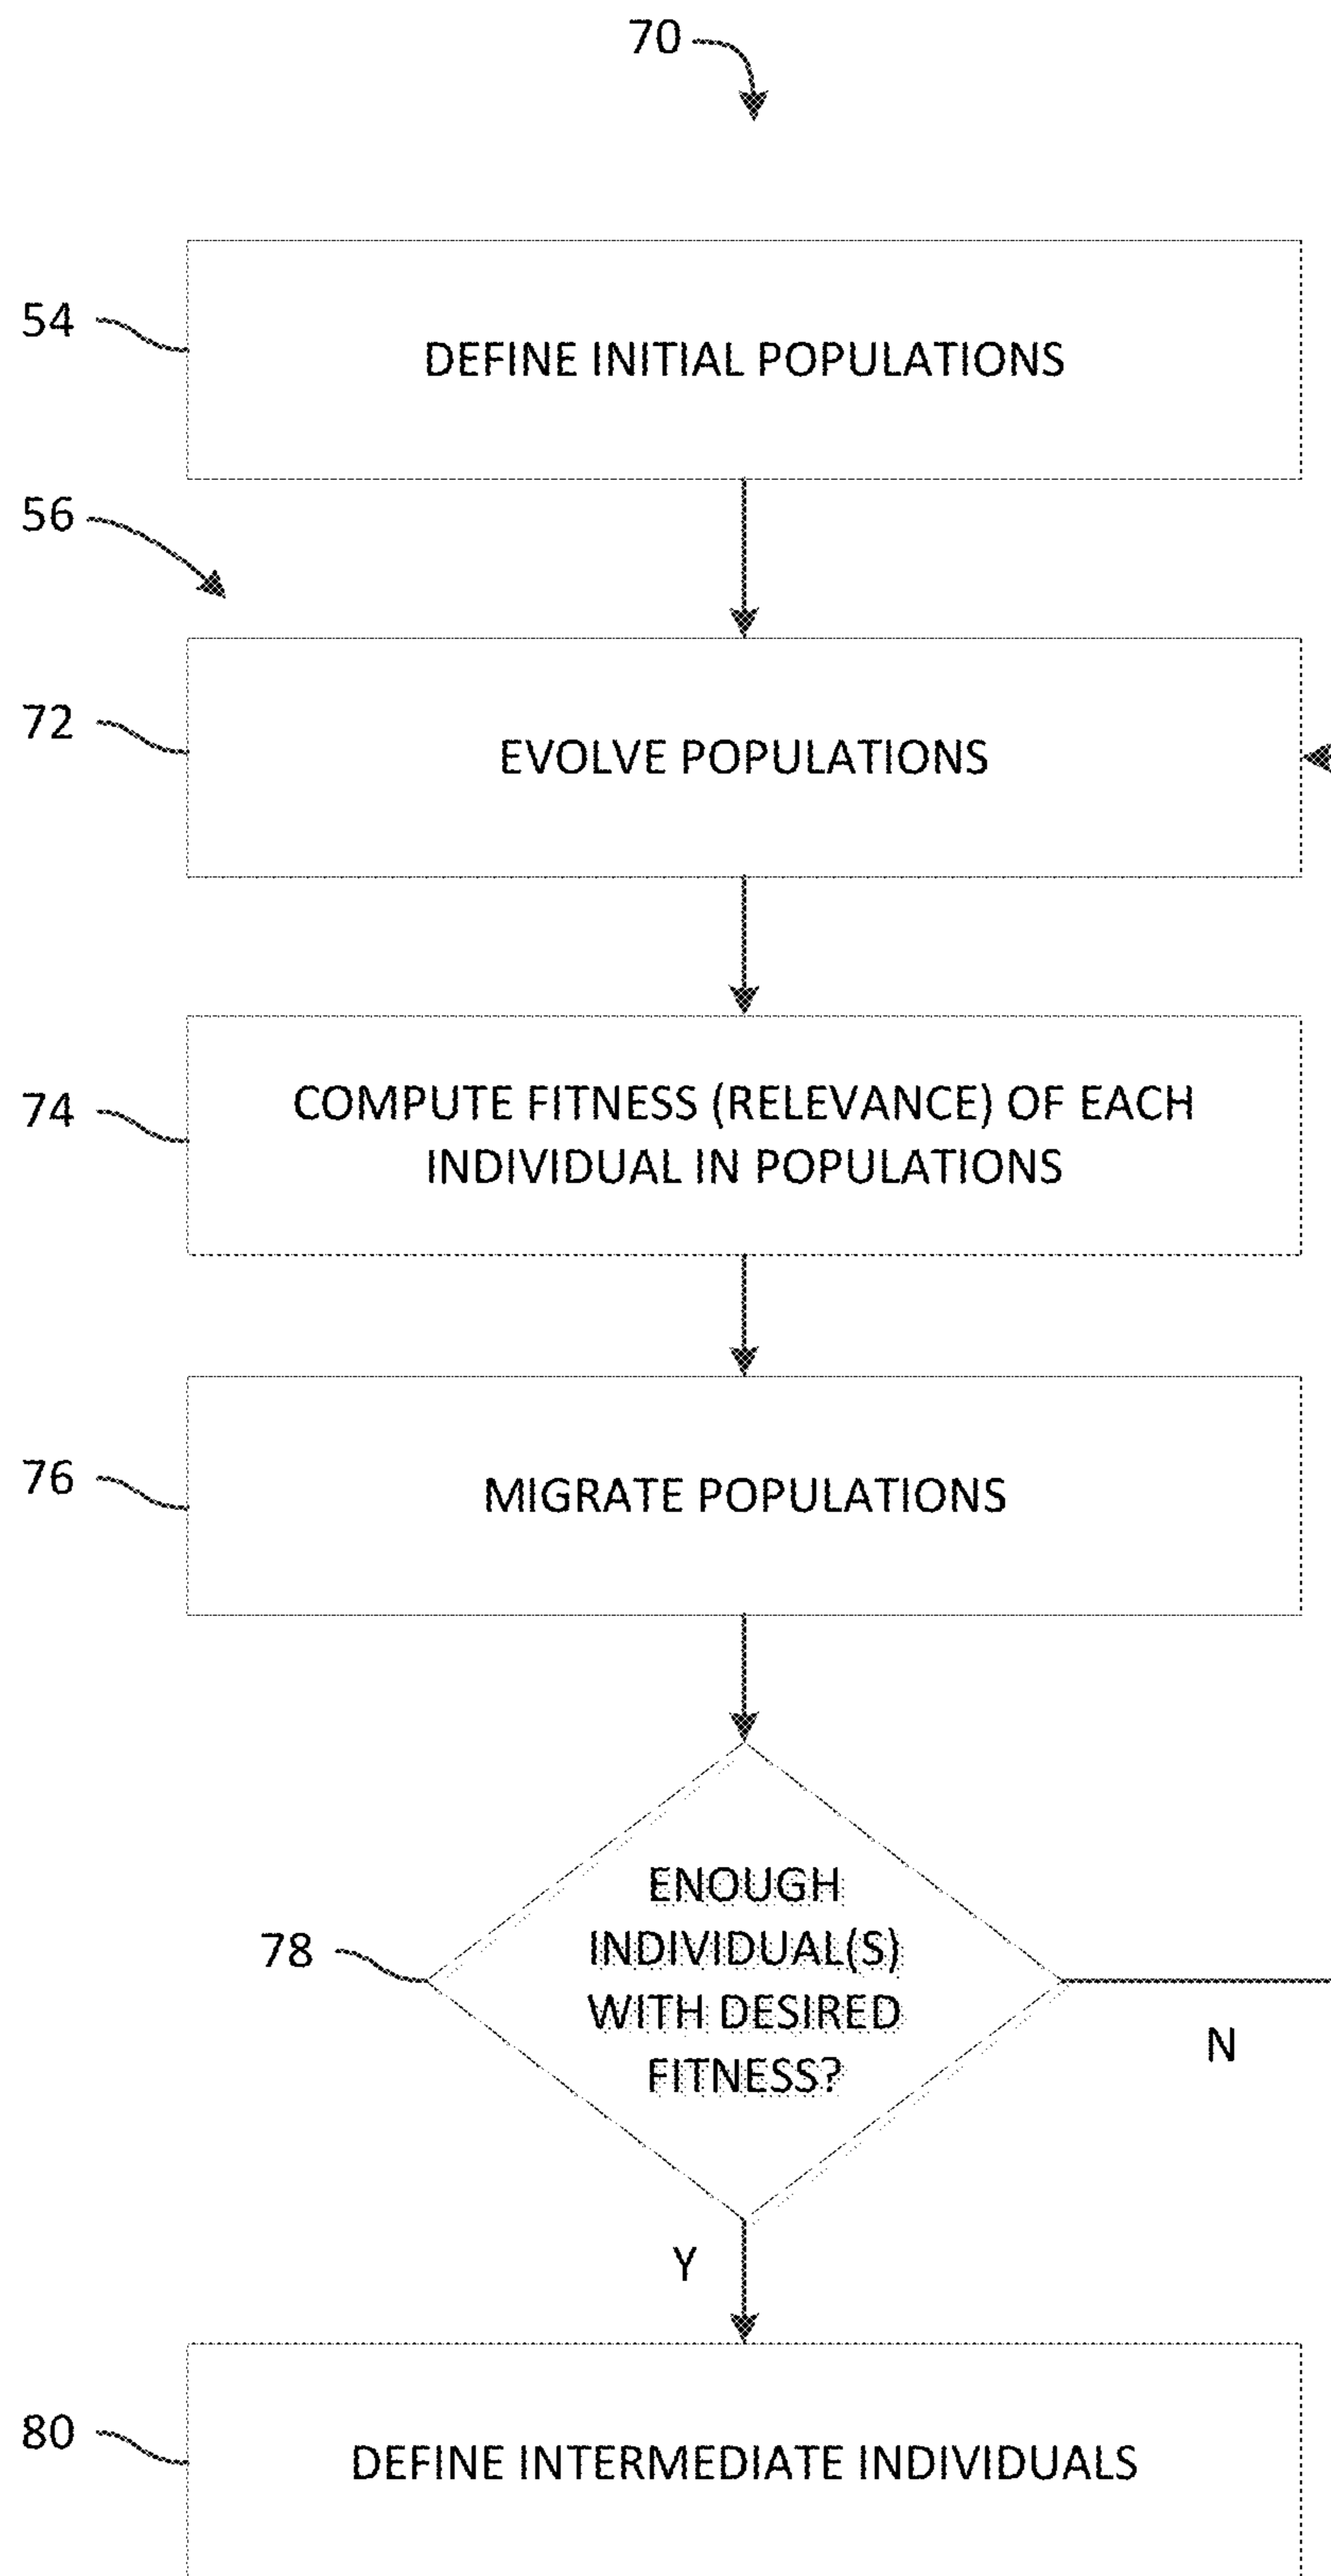 70
54
DEFINE INITIAL POPULATIONS
56
72
EVOLVE POPULATIONS
74
COMPUTE FITNESS (RELEVANCE) OF EACH
INDIVIDUAL IN POPULATIONS
76
MIGRATE POPULATIONS
78
ENOUGH
INDIVIDUAL(S)
WITH DESIRED
FITNESS?
N
Y
80
DEFINE INTERMEDIATE INDIVIDUALS